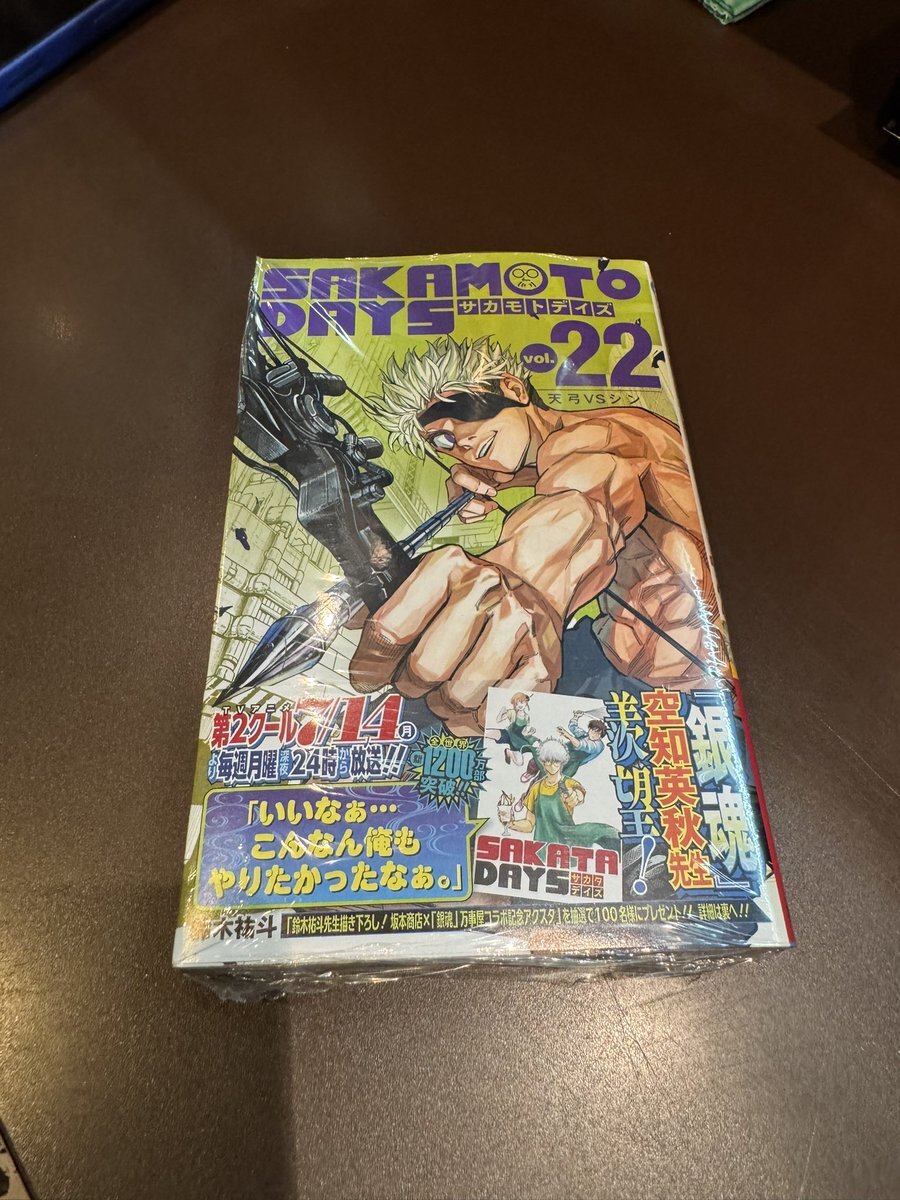 SAKAMOTO
DAYS サカモトデイズ
vol.22
天弓VSシン
TVアニメ
第2クール7/14月
より毎週月曜深夜24時から放送!!!
全世界
1200万部
突破!!
「いいなぁ…
こんなん俺も
やりたかったなぁ。」
SAKATA
DAYS サカタデイズ
『銀魂』
空知英秋先生
羨望!
木祐斗
「鈴木祐斗先生描き下ろし! 坂本商店×「銀魂」万事屋コラボ記念アクスタ」を抽選で100名様にプレゼント!! 詳細は裏へ!!